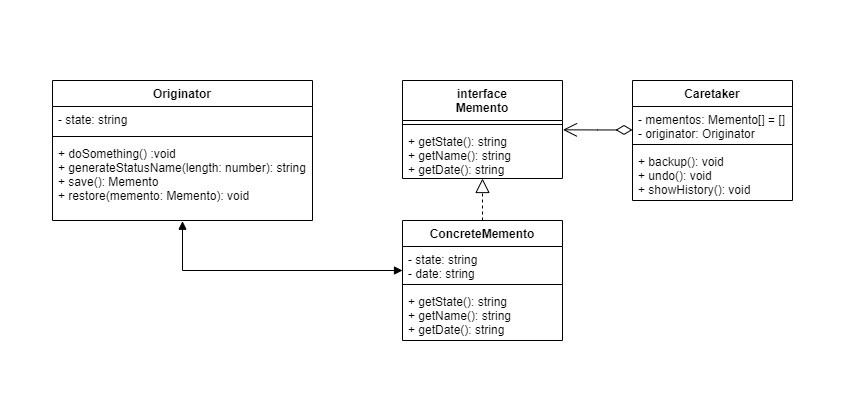 Originator
- state: string
+ doSomething() :void
+ generateStatusName(length: number): string
+ save(): Memento
+ restore(memento: Memento): void
interface
Memento
+ getState(): string
+ getName(): string
+ getDate(): string
Caretaker
- mementos: Memento[] = []
- originator: Originator
+ backup(): void
+ undo(): void
+ showHistory(): void
ConcreteMemento
- state: string
- date: string
+ getState(): string
+ getName(): string
+ getDate(): string